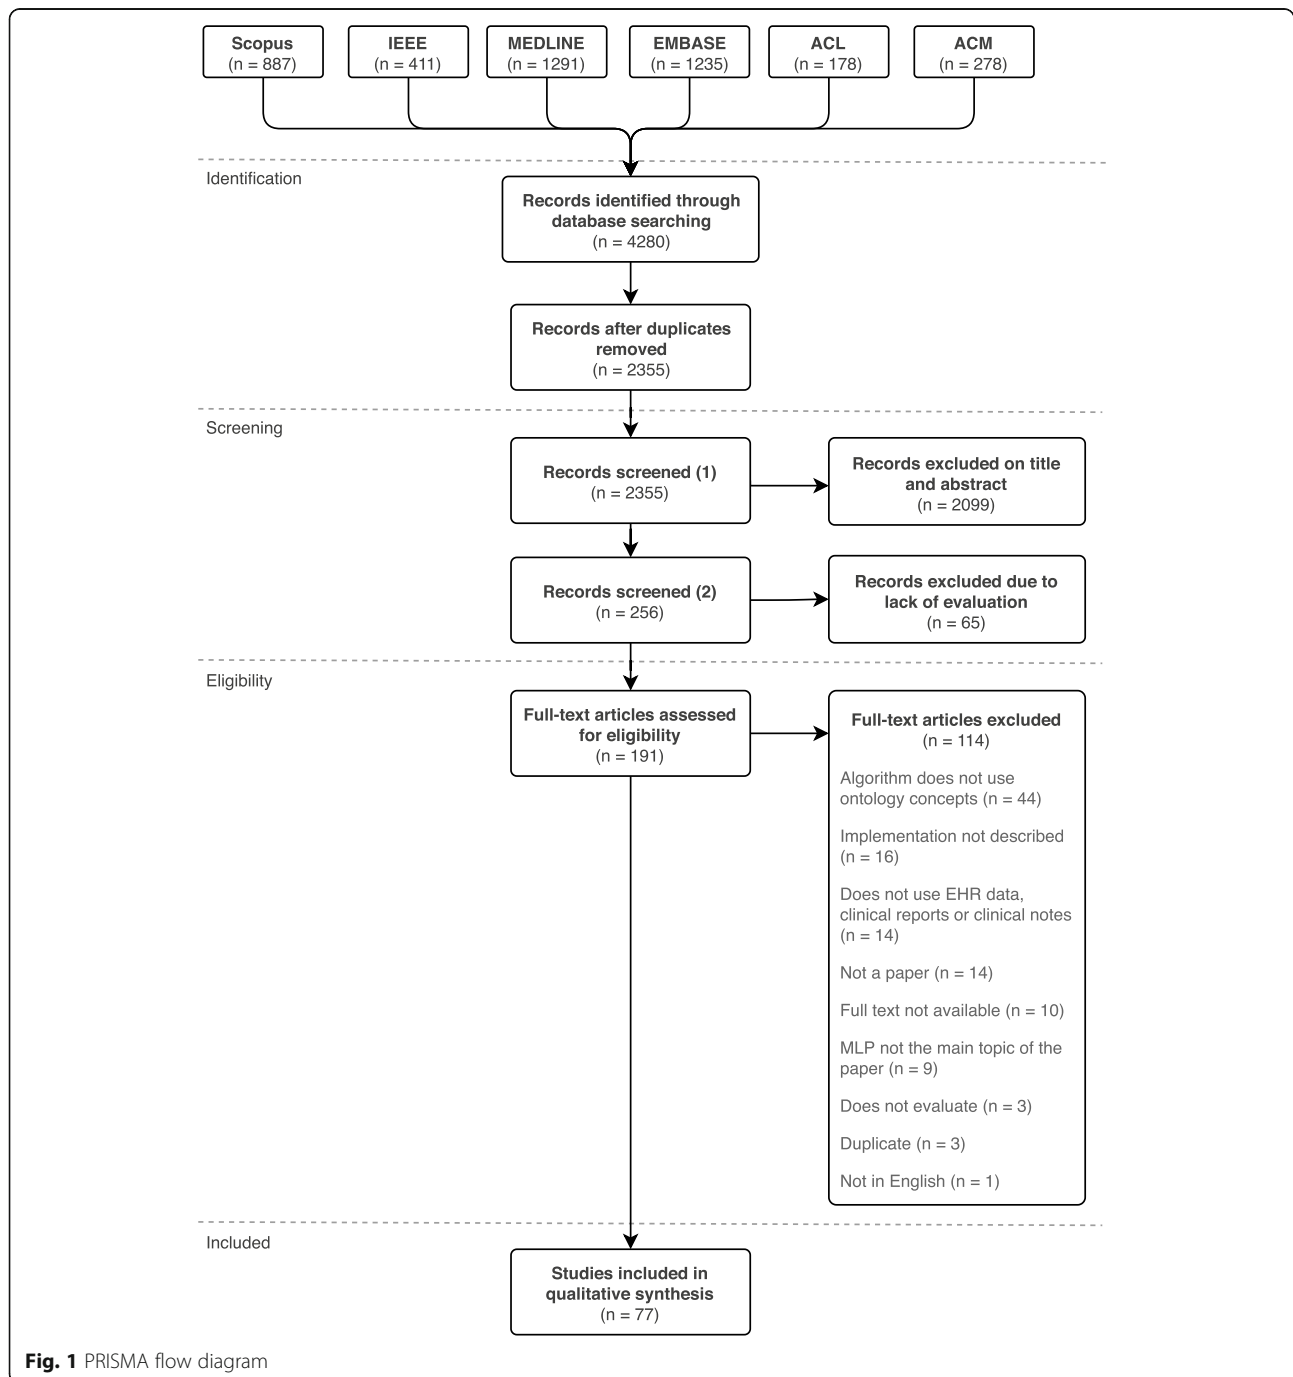 Scopus
(n = 887)
IEEE
(n = 411)
MEDLINE
(n = 1291)
EMBASE
(n = 1235)
ACL
(n = 178)
ACM
(n = 278)
Identification
Records identified through
database searching
(n = 4280)
Records after duplicates
removed
(n = 2355)
Screening
Records screened (1)
(n = 2355)
Records excluded on title
and abstract
(n = 2099)
Records screened (2)
(n = 256)
Records excluded due to
lack of evaluation
(n = 65)
Eligibility
Full-text articles assessed
for eligibility
(n = 191)
Full-text articles excluded
(n = 114)
Algorithm does not use
ontology concepts (n = 44)
Implementation not described
(n = 16)
Does not use EHR data,
clinical reports or clinical notes
(n = 14)
Not a paper (n = 14)
Full text not available (n = 10)
MLP not the main topic of the
paper (n = 9)
Does not evaluate (n = 3)
Duplicate (n = 3)
Not in English (n = 1)
Included
Studies included in
qualitative synthesis
(n = 77)
Fig. 1 PRISMA flow diagram